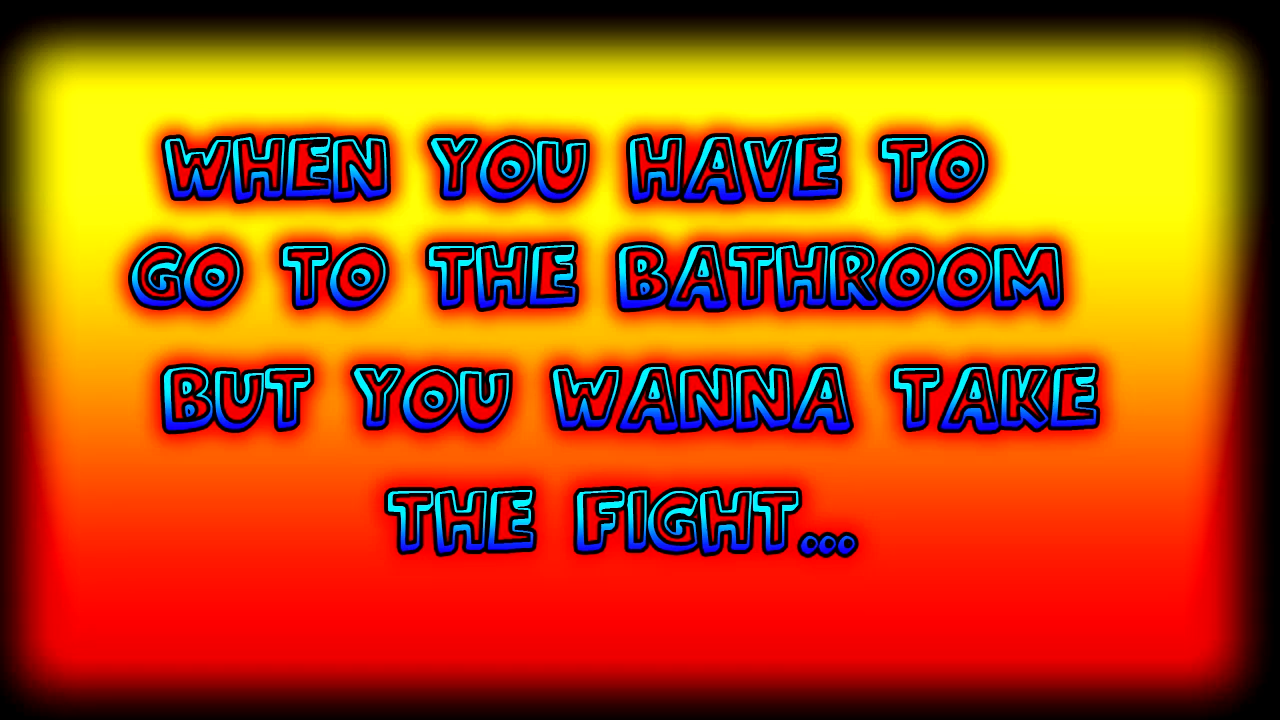 WHEN YOU HAVE TO
GO TO THE BATHROOM
BUT YOU WANNA TAKE
THE FIGHT...